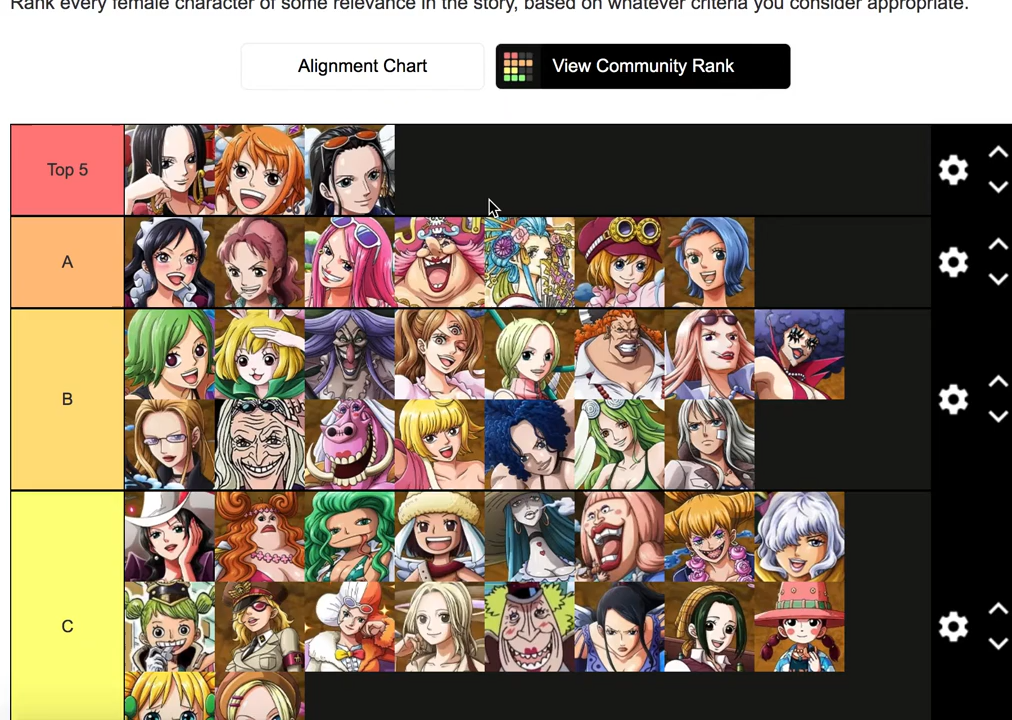 Rank every female character of some relevance in the story, based on whatever criteria you consider appropriate.
Alignment Chart
View Community Rank
Top 5
A
B
C